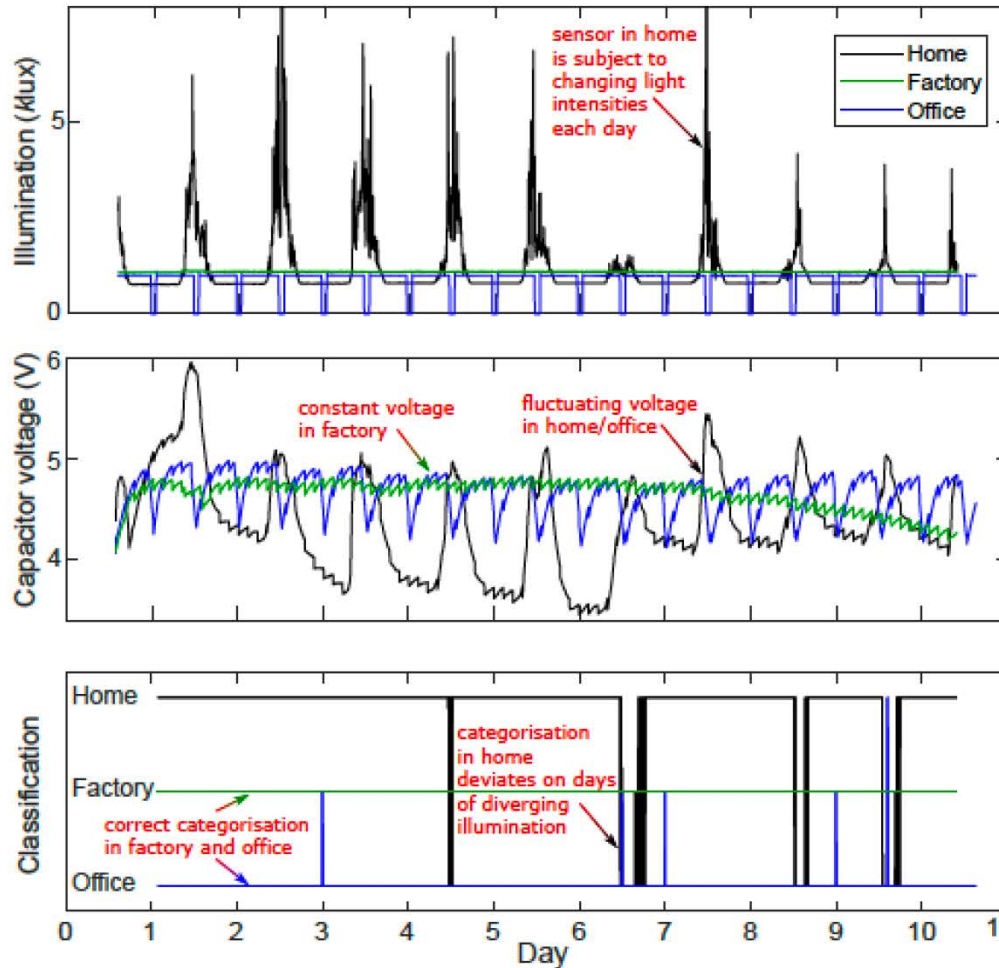 sensor in home
is subject to
changing light
intensities
each day
Home
Factory
Office
Illumination (klux)
5
0
6
5
4
Capacitor voltage (V)
constant voltage
in factory
fluctuating voltage
in home/office
Classification
Home
Factory
Office
categorisation
in home
deviates on days
of diverging
illumination
correct categorisation
in factory and office
0 1 2 3 4 5 6 7 8 9 10 1
Day